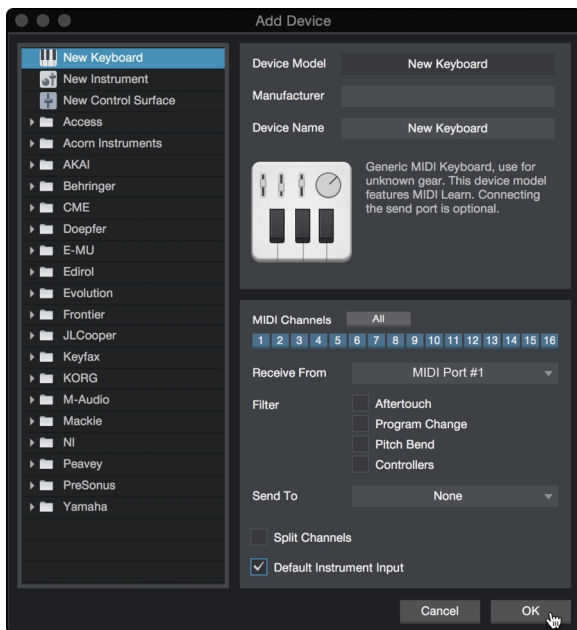 Add Device
New Keyboard
New Instrument
New Control Surface
Access
Acorn Instruments
AKAI
Behringer
CME
Doepfer
E-MU
Edirol
Evolution
Frontier
JLCooper
Keyfax
KORG
M-Audio
Mackie
NI
Peavey
PreSonus
Yamaha
Device Model New Keyboard
Manufacturer
Device Name New Keyboard
Generic MIDI Keyboard, use for
unknown gear. This device model
features MIDI Learn. Connecting
the send port is optional.
MIDI Channels All
1 2 3 4 5 6 7 8 9 10 11 12 13 14 15 16
Receive From MIDI Port #1
Filter Aftertouch
Program Change
Pitch Bend
Controllers
Send To None
Split Channels
Default Instrument Input
Cancel OK